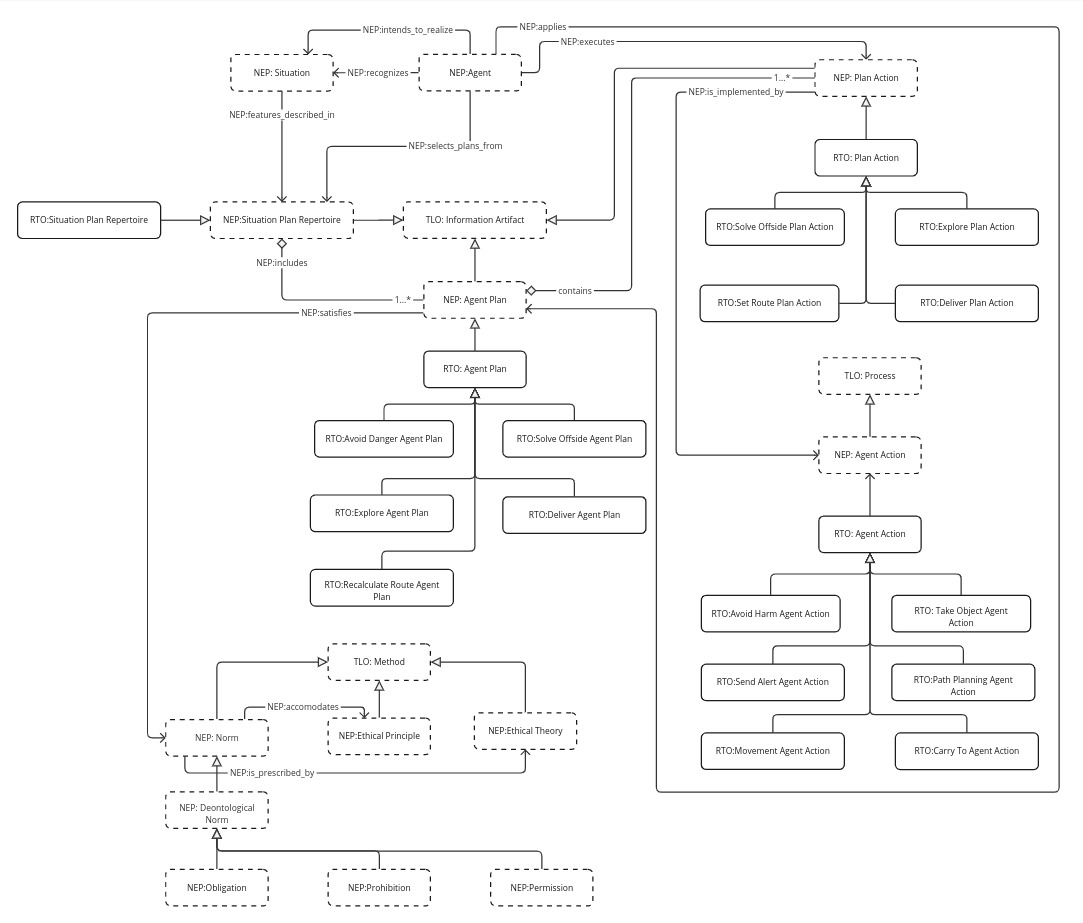 NEP:applies
NEP:intends_to_realize
NEP:executes
NEP: Situation
NEP:recognizes
NEP:Agent
NEP: Plan Action
1...*
NEP:is_implemented_by
NEP:features_described_in
NEP:selects_plans_from
RTO: Plan Action
RTO:Situation Plan Repertoire
NEP:Situation Plan Repertoire
TLO: Information Artifact
RTO:Solve Offside Plan Action
RTO:Explore Plan Action
NEP:includes
contains
1...*
NEP: Agent Plan
RTO:Set Route Plan Action
RTO:Deliver Plan Action
NEP:satisfies
RTO: Agent Plan
TLO: Process
RTO:Avoid Danger Agent Plan
RTO:Solve Offside Agent Plan
NEP: Agent Action
RTO:Explore Agent Plan
RTO:Deliver Agent Plan
RTO: Agent Action
RTO:Recalculate Route Agent
Plan
RTO:Avoid Harm Agent Action
RTO: Take Object Agent
Action
TLO: Method
RTO:Send Alert Agent Action
RTO:Path Planning Agent
Action
NEP:accomodates
NEP: Norm
NEP:Ethical Principle
NEP:Ethical Theory
RTO:Movement Agent Action
RTO:Carry To Agent Action
NEP:is_prescribed_by
NEP: Deontological
Norm
NEP:Obligation
NEP:Prohibition
NEP:Permission